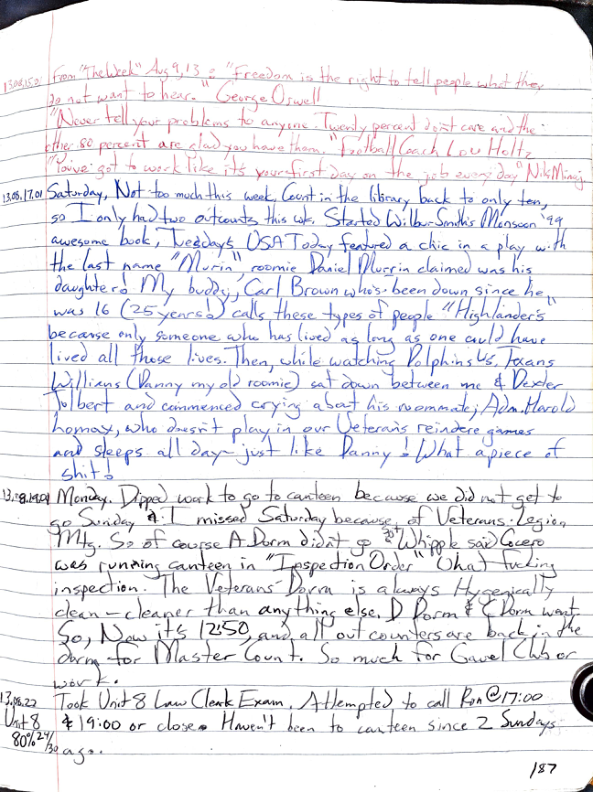 13.08.15.01 From "The Week" Aug 9, 13: "Freedom is the right to tell people what they
do not want to hear." George Orwell
"Never tell your problems to anyone. Twenty percent don't care and the
other 80 percent are glad you have them." Football Coach Lou Holtz
"You've got to work like it's your first day on the job every day" Niki Minaj
13.08.17.01 Saturday, Not too much this week, Count in the library back to only ten,
so I only had two outcounts this wk. Started Wilbur Smith's Monsoon '99
awesome book, Tuesday's USA Today featured a chic in a play with
the last name "Murrin", roomie Daniel Murrin claimed was his
daughter! My buddy, Carl Brown who's been down since he
was 16 (25 years!) calls these types of people "Highlander's"
because only someone who has lived as long as one could have
lived all those lives. Then, while watching Dolphins vs. Texans
Williams (Danny my old roomie) sat down between me & Dexter
Tolbert and commenced crying about his roommate, Adm. Harold
Lomax, who doesn't play in our Veterans reindere games
and sleeps all day - just like Danny! What a piece of
shit!
13.8.19.01 Monday. Dipped work to go to canteen because we did not get to
go Sunday & I missed Saturday because of Veterans-Legion
Mtg. So of course A Dorm didn't go. Whipple said Cocero
was running canteen in "Inspection Order" What fucking
inspection. The Veterans' Dorm is always Hygenically
clean - cleaner than anything else. D Dorm & C Dorm went
So, Now it's 12:50, and all out counters are back in the
dorm for Master Count. So much for Gavel Club or
work.
13.08.22 Took Unit 8 Law Clerk Exam. Attempted to call Ron @ 17:00
Unit 8 & 19:00 or close. Haven't been to canteen since 2 Sundays
80% 24/30 ago.
187